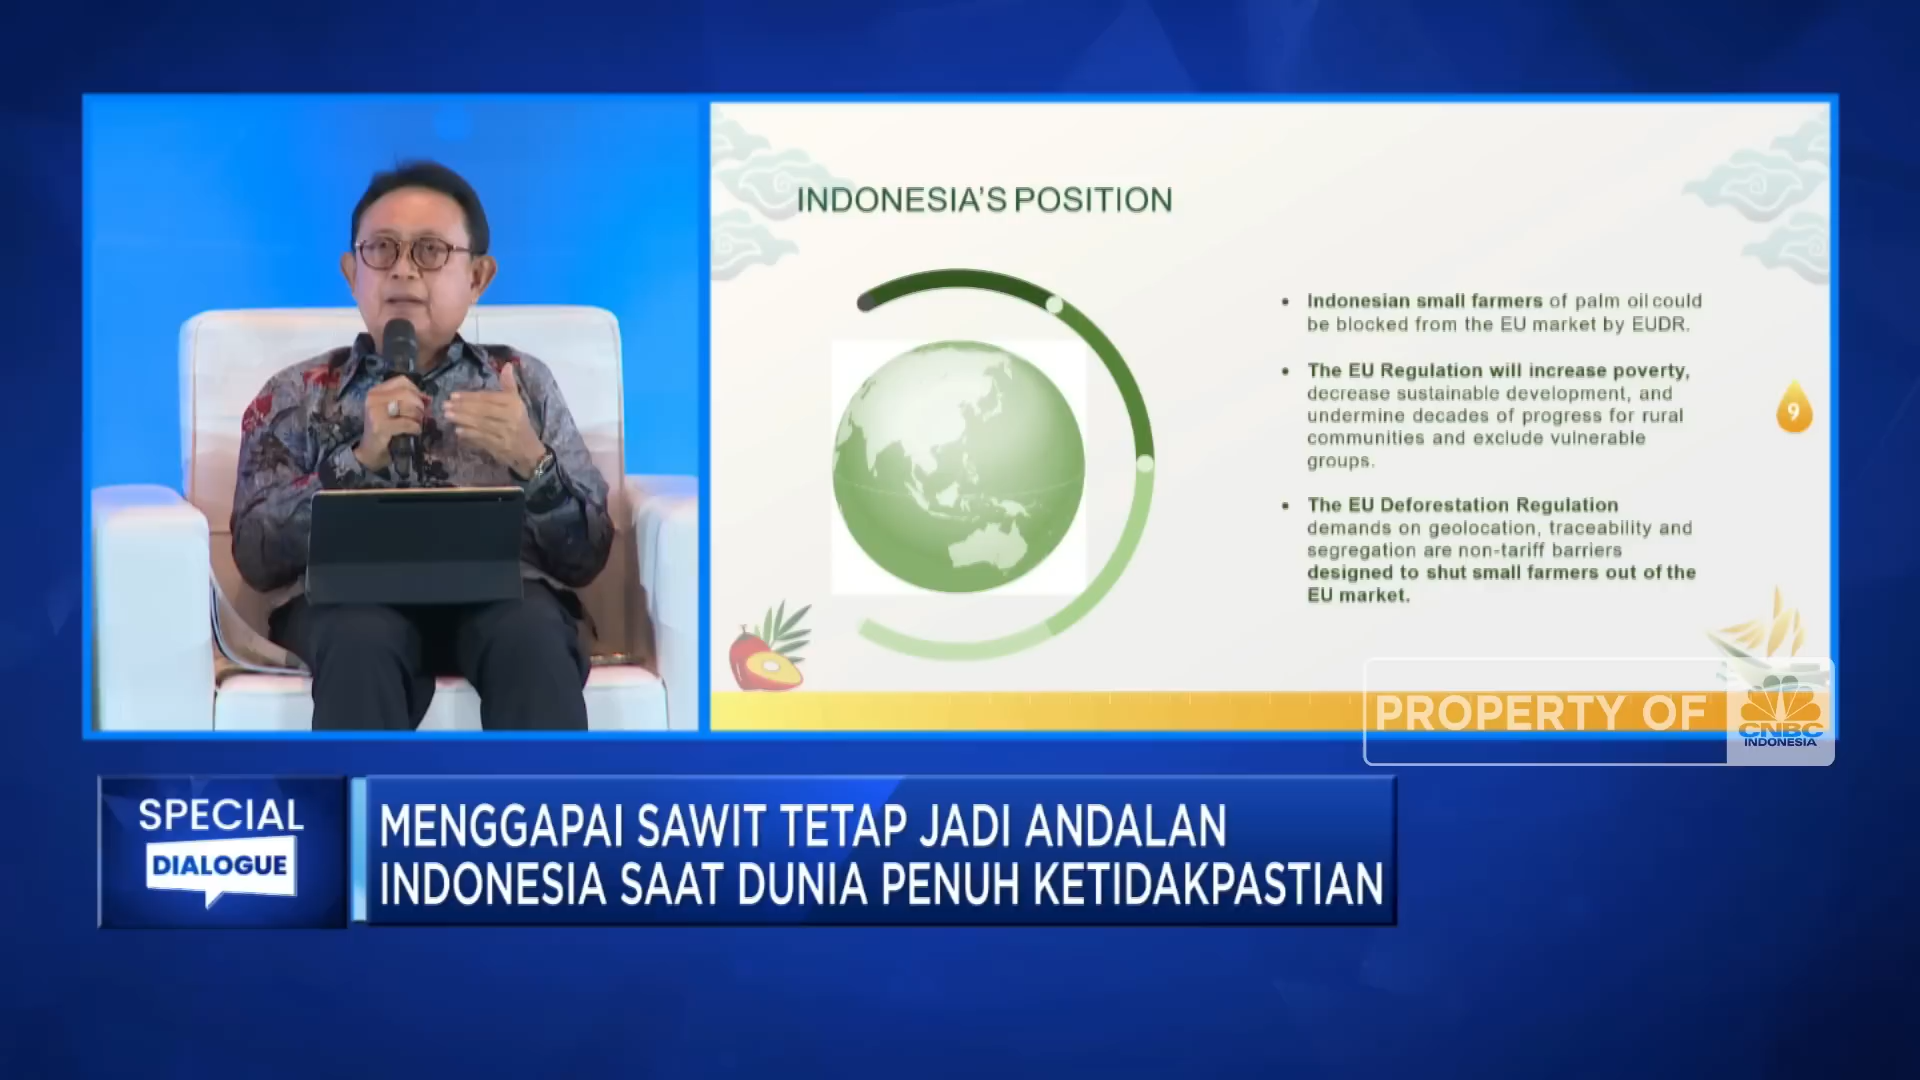 INDONESIA'S POSITION
• Indonesian small farmers of palm oil could
be blocked from the EU market by EUDR.
• The EU Regulation will increase poverty,
decrease sustainable development, and
undermine decades of progress for rural
communities and exclude vulnerable
groups.
• The EU Deforestation Regulation
demands on geolocation, traceability and
segregation are non-tariff barriers
designed to shut small farmers out of the
EU market.
9
PROPERTY OF
CNBC
INDONESIA
SPECIAL
DIALOGUE
MENGGAPAI SAWIT TETAP JADI ANDALAN
INDONESIA SAAT DUNIA PENUH KETIDAKPASTIAN